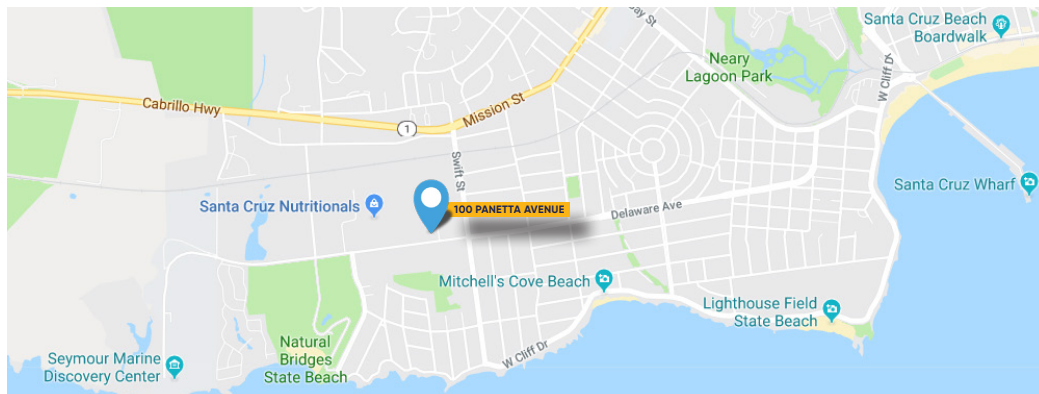 Santa Cruz Beach
Boardwalk
Neary
Lagoon Park
W Cliff Dr
Cabrillo Hwy
Mission St
1
Swift St
Santa Cruz Nutritionals
100 PANETTA AVENUE
Delaware Ave
Santa Cruz Wharf
Mitchell's Cove Beach
Lighthouse Field
State Beach
Natural
Bridges
State Beach
W Cliff Dr
Seymour Marine
Discovery Center